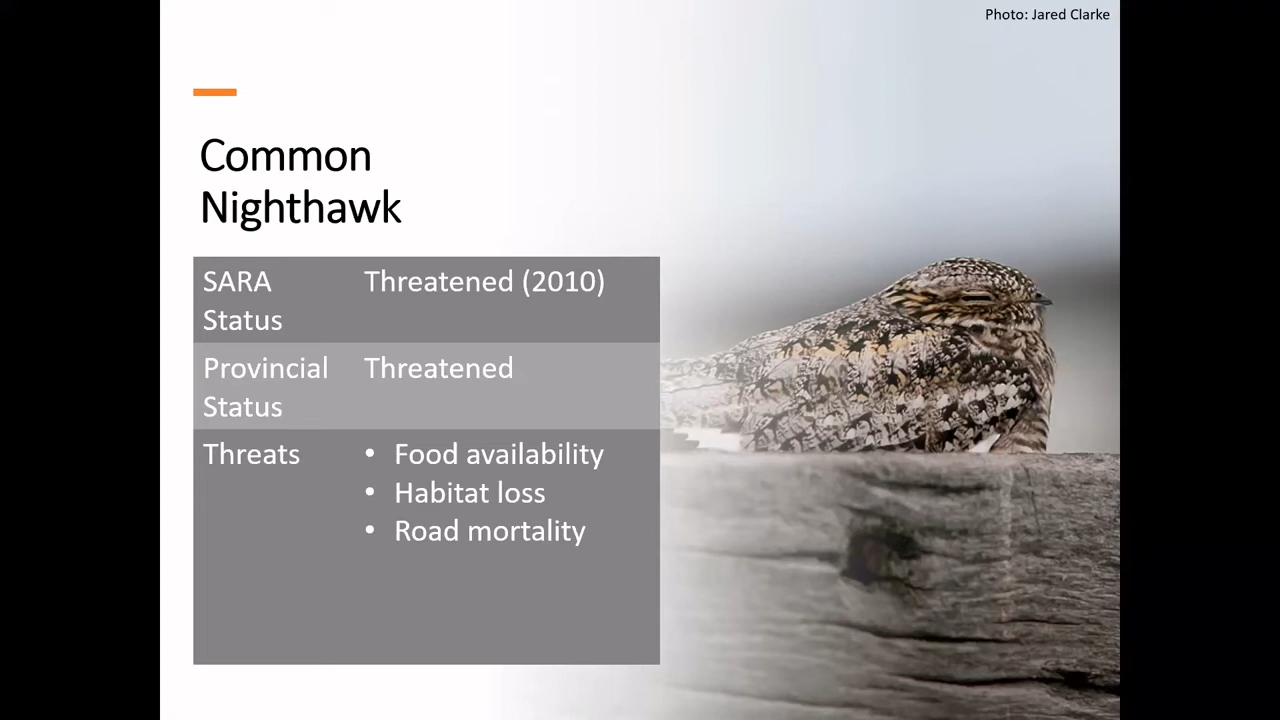 Photo: Jared Clarke
Common
Nighthawk
SARA Threatened (2010)
Status
Provincial Threatened
Status
Threats • Food availability
• Habitat loss
• Road mortality